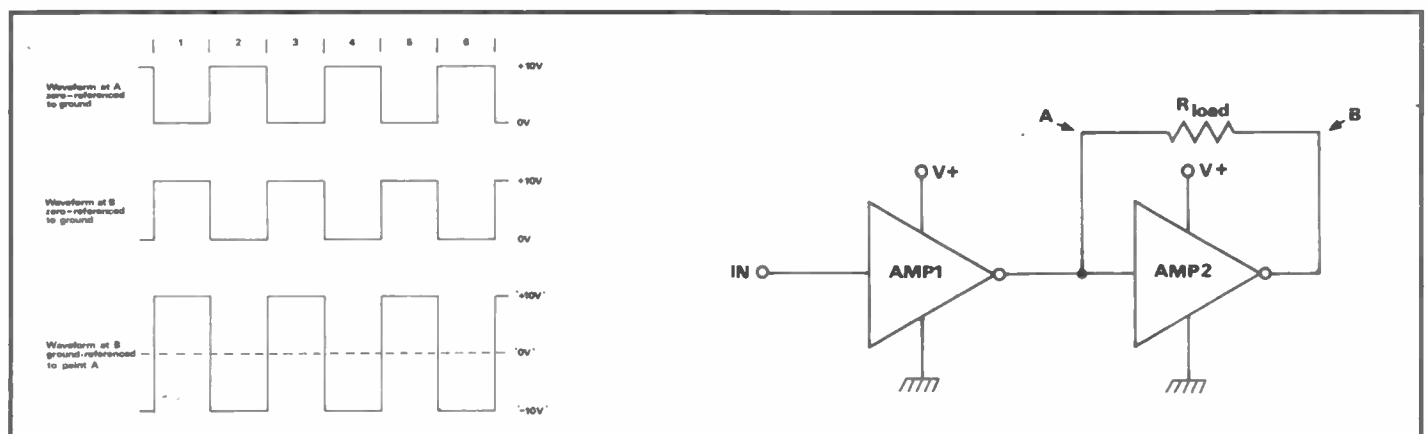 1 2 3 4 5 6
Waveform at A
zero-referenced
to ground
+10V
0V
Waveform at B
zero-referenced
to ground
+10V
0V
Waveform at B
ground-referenced
to point A
'+10V'
'0V'
'-10V'
A
Rload
B
V+
V+
IN
AMP1
AMP2